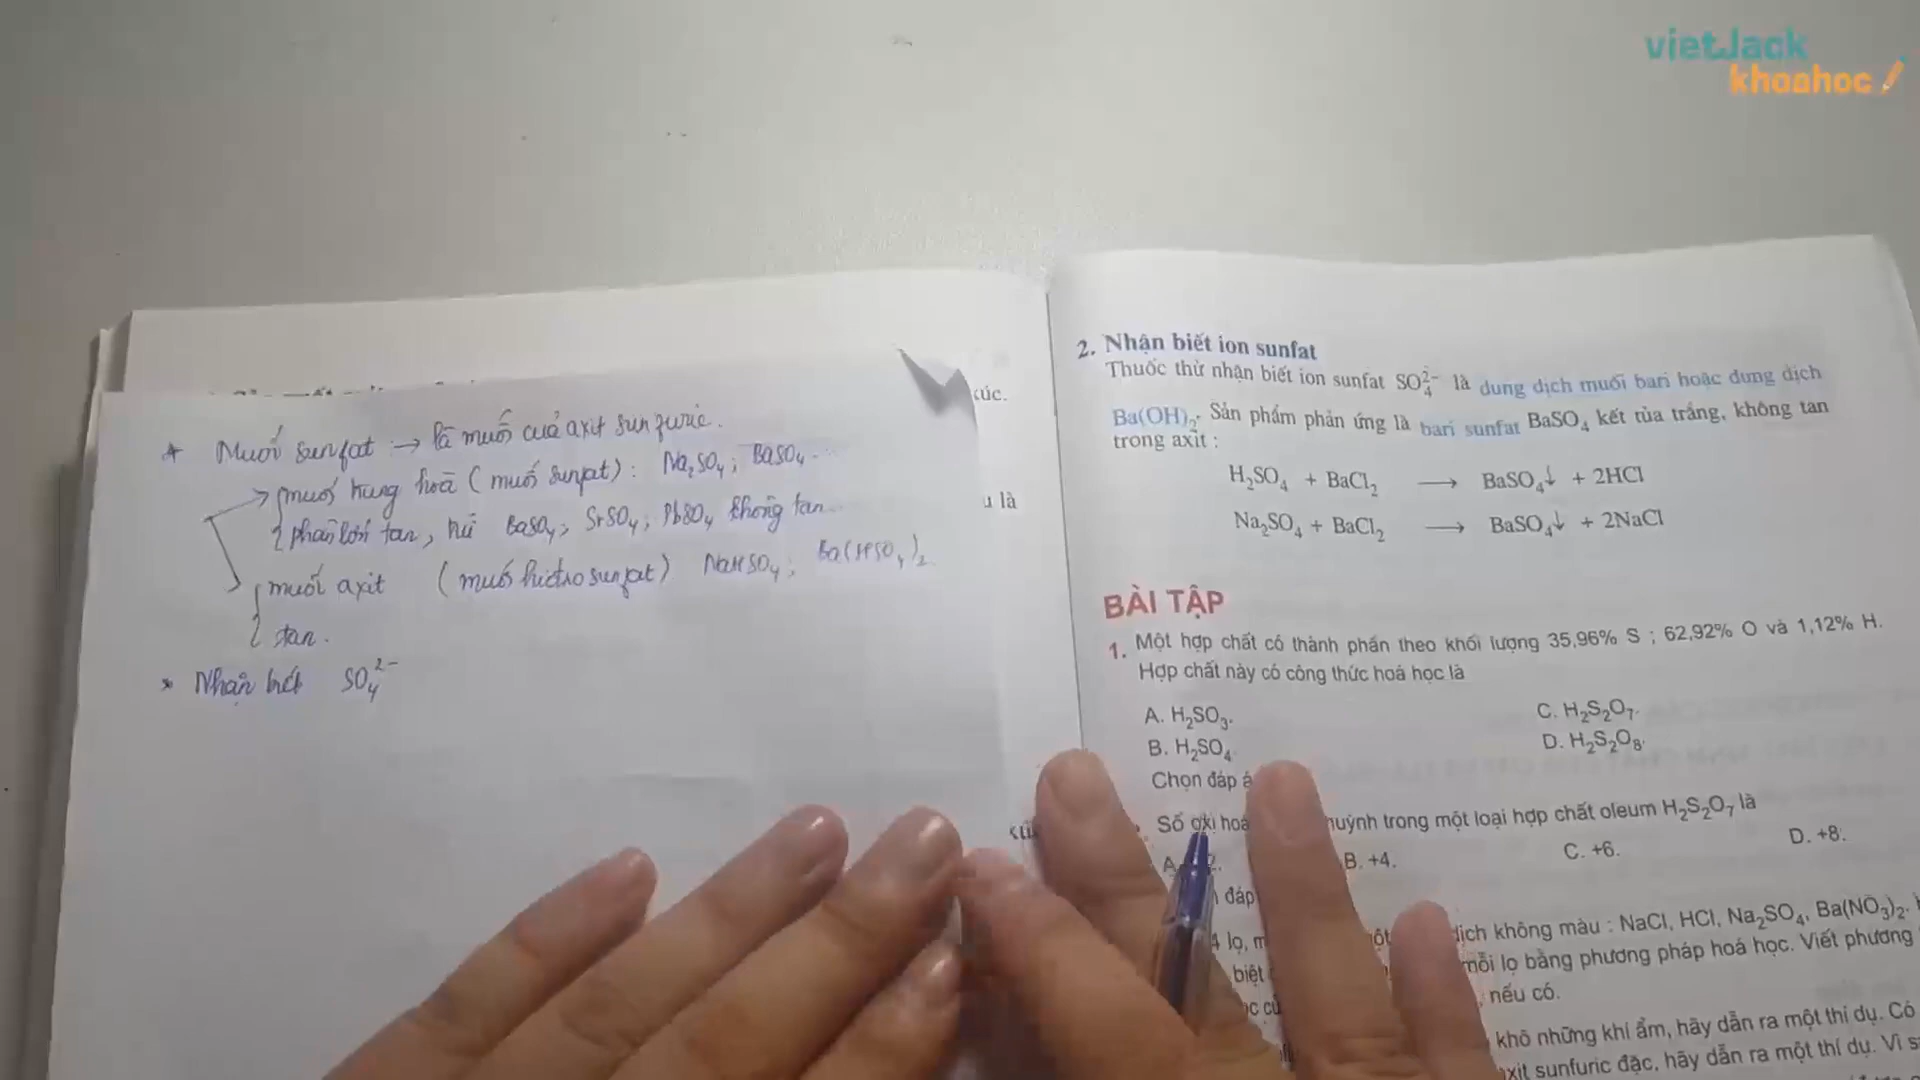 vietJack
khoahoc
* Muối sunfat → là muối của axit sunfuric.
muối trung hoà (muối sunfat): Na₂SO₄; BaSO₄
phần lớn tan, trừ BaSO₄; SrSO₄; PbSO₄ không tan
muối axit (muối hiđrosunfat) NaHSO₄; Ba(HSO₄)₂
tan.
* Nhận biết SO₄²⁻
xúc.
là
2. Nhận biết ion sunfat
Thuốc thử nhận biết ion sunfat SO₄²⁻ là dung dịch muối bari hoặc dung dịch
Ba(OH)₂. Sản phẩm phản ứng là bari sunfat BaSO₄ kết tủa trắng, không tan
trong axit :
H₂SO₄ + BaCl₂ ⟶ BaSO₄↓ + 2HCl
Na₂SO₄ + BaCl₂ ⟶ BaSO₄↓ + 2NaCl
BÀI TẬP
1. Một hợp chất có thành phần theo khối lượng 35,96% S ; 62,92% O và 1,12% H.
Hợp chất này có công thức hoá học là
A. H₂SO₃. C. H₂S₂O₇.
B. H₂SO₄. D. H₂S₂O₈.
Chọn đáp
Số oxi hoá huỳnh trong một loại hợp chất oleum H₂S₂O₇ là
A. B. +4. C. +6. D. +8.
đáp
4 lọ, dịch không màu : NaCl, HCl, Na₂SO₄, Ba(NO₃)₂.
biệt mỗi lọ bằng phương pháp hoá học. Viết phương
nếu có.
khô những khí ẩm, hãy dẫn ra một thí dụ. Có
axit sunfuric đặc, hãy dẫn ra một thí dụ. Vì